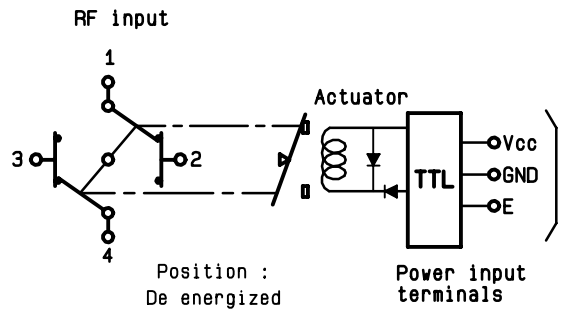 RF input
1
Actuator
3
2
Vcc
TTL
GND
E
4
Position :
De energized
Power input
terminals